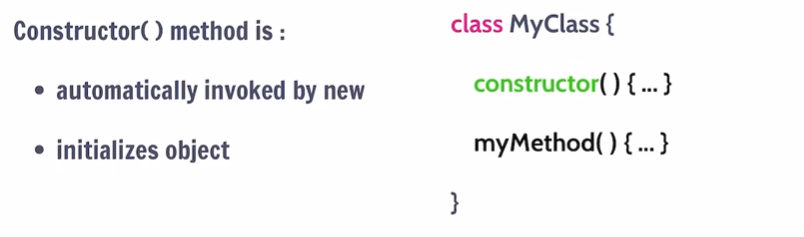 Constructor( ) method is :
• automatically invoked by new
• initializes object
class MyClass {
constructor( ) { ... }
myMethod( ) { ... }
}